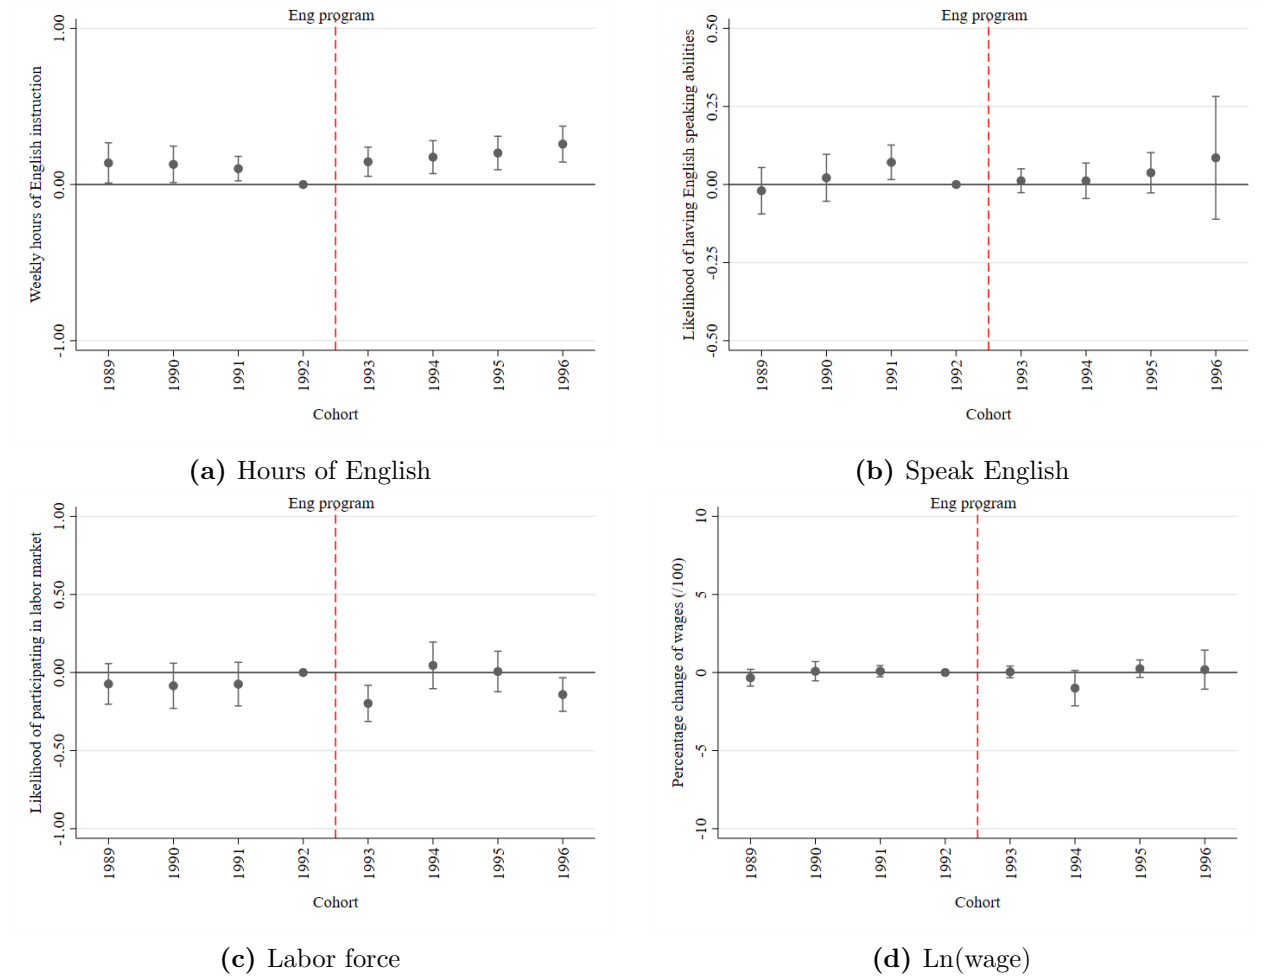 Eng program
1.00
0.00
-1.00
Weekly hours of English instruction
1989 1990 1991 1992 1993 1994 1995 1996
Cohort
(a) Hours of English
Eng program
0.50
0.25
0.00
-0.25
-0.50
Likelihood of having English speaking abilities
1989 1990 1991 1992 1993 1994 1995 1996
Cohort
(b) Speak English
Eng program
1.00
0.50
0.00
-0.50
-1.00
Likelihood of participating in labor market
1989 1990 1991 1992 1993 1994 1995 1996
Cohort
(c) Labor force
Eng program
10
5
0
-5
-10
Percentage change of wages (/100)
1989 1990 1991 1992 1993 1994 1995 1996
Cohort
(d) Ln(wage)